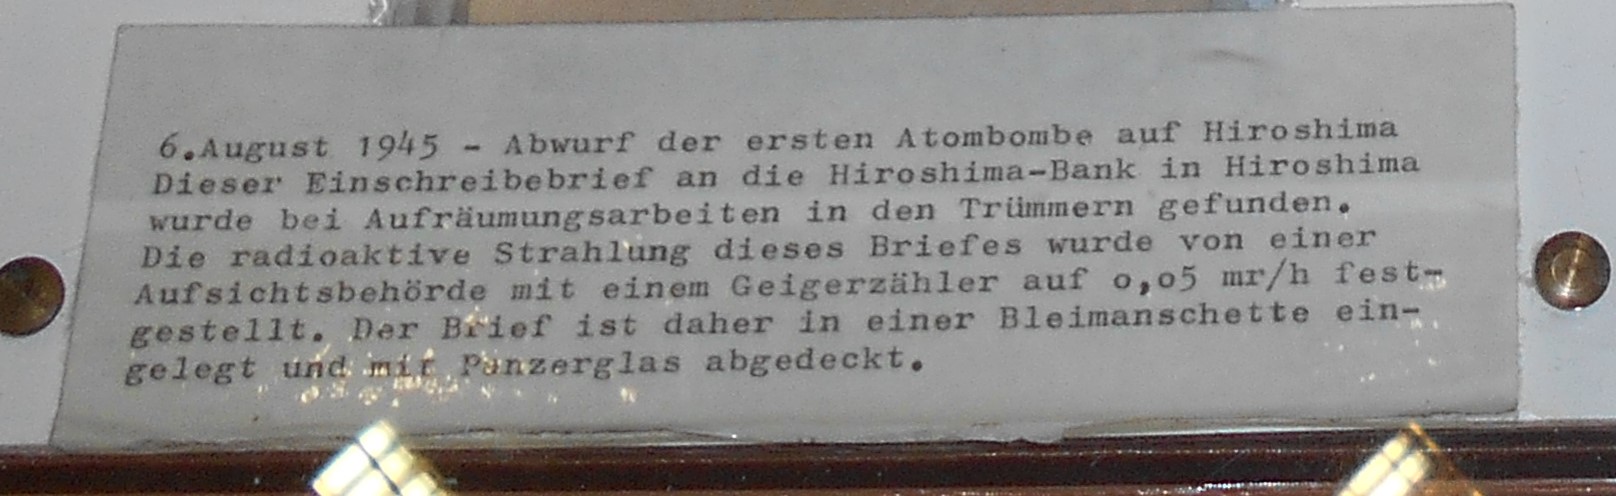 6.August 1945 - Abwurf der ersten Atombombe auf Hiroshima
Dieser Einschreibebrief an die Hiroshima-Bank in Hiroshima
wurde bei Aufräumungsarbeiten in den Trümmern gefunden.
Die radioaktive Strahlung dieses Briefes wurde von einer
Aufsichtsbehörde mit einem Geigerzähler auf o,o5 mr/h fest-
gestellt. Der Brief ist daher in einer Bleimanschette ein-
gelegt und mit Panzerglas abgedeckt.